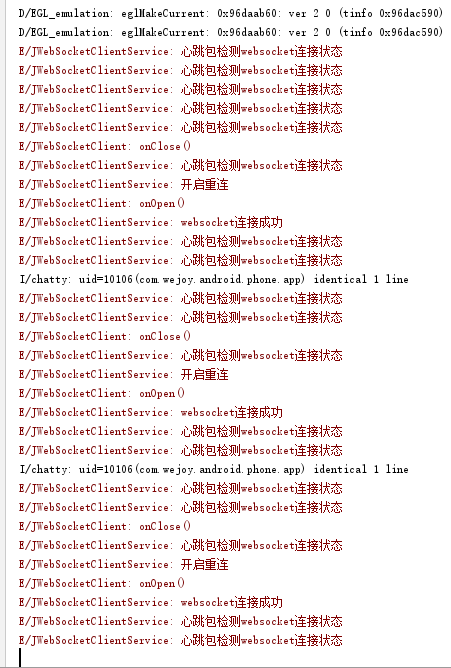 D/EGL_emulation: eglMakeCurrent: 0x96daab60: ver 2 0 (tinfo 0x96dac590)
D/EGL_emulation: eglMakeCurrent: 0x96daab60: ver 2 0 (tinfo 0x96dac590)
E/JWebSocketClientService: 心跳包检测websocket连接状态
E/JWebSocketClientService: 心跳包检测websocket连接状态
E/JWebSocketClientService: 心跳包检测websocket连接状态
E/JWebSocketClientService: 心跳包检测websocket连接状态
E/JWebSocketClientService: 心跳包检测websocket连接状态
E/JWebSocketClient: onClose()
E/JWebSocketClientService: 心跳包检测websocket连接状态
E/JWebSocketClientService: 开启重连
E/JWebSocketClient: onOpen()
E/JWebSocketClientService: websocket连接成功
E/JWebSocketClientService: 心跳包检测websocket连接状态
E/JWebSocketClientService: 心跳包检测websocket连接状态
I/chatty: uid=10106(com.wejoy.android.phone.app) identical 1 line
E/JWebSocketClientService: 心跳包检测websocket连接状态
E/JWebSocketClientService: 心跳包检测websocket连接状态
E/JWebSocketClient: onClose()
E/JWebSocketClientService: 心跳包检测websocket连接状态
E/JWebSocketClientService: 开启重连
E/JWebSocketClient: onOpen()
E/JWebSocketClientService: websocket连接成功
E/JWebSocketClientService: 心跳包检测websocket连接状态
E/JWebSocketClientService: 心跳包检测websocket连接状态
I/chatty: uid=10106(com.wejoy.android.phone.app) identical 1 line
E/JWebSocketClientService: 心跳包检测websocket连接状态
E/JWebSocketClientService: 心跳包检测websocket连接状态
E/JWebSocketClient: onClose()
E/JWebSocketClientService: 心跳包检测websocket连接状态
E/JWebSocketClientService: 开启重连
E/JWebSocketClient: onOpen()
E/JWebSocketClientService: websocket连接成功
E/JWebSocketClientService: 心跳包检测websocket连接状态
E/JWebSocketClientService: 心跳包检测websocket连接状态